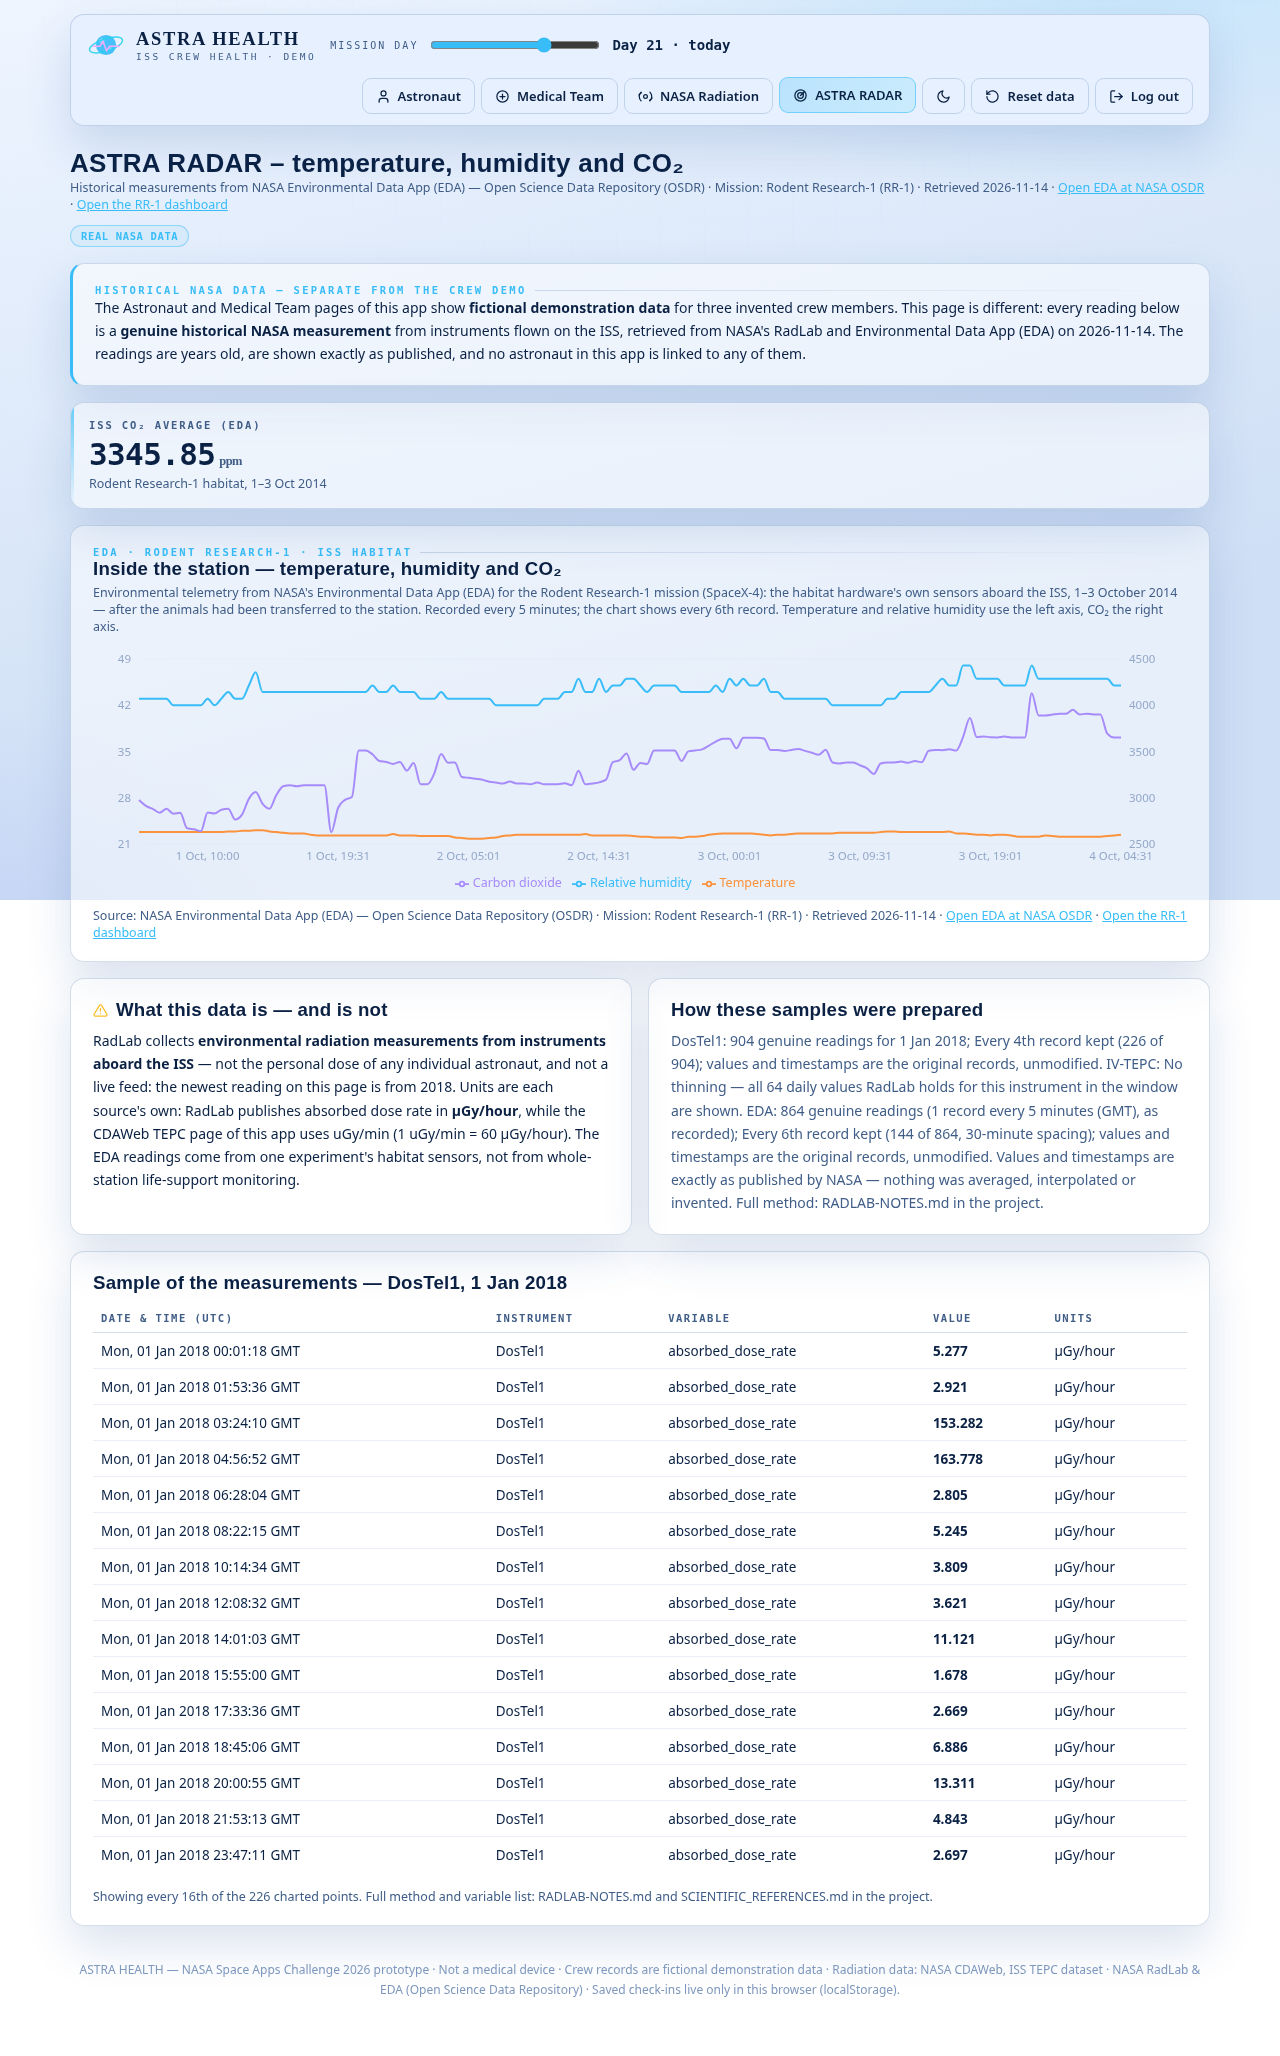 ASTRA HEALTH
ISS CREW HEALTH · DEMO
MISSION DAY
Day 21 · today
Astronaut
Medical Team
NASA Radiation
ASTRA RADAR
Reset data
Log out
ASTRA RADAR – temperature, humidity and CO₂
Historical measurements from NASA Environmental Data App (EDA) — Open Science Data Repository (OSDR) · Mission: Rodent Research-1 (RR-1) · Retrieved 2026-11-14 · Open EDA at NASA OSDR
· Open the RR-1 dashboard
REAL NASA DATA
HISTORICAL NASA DATA — SEPARATE FROM THE CREW DEMO
The Astronaut and Medical Team pages of this app show fictional demonstration data for three invented crew members. This page is different: every reading below
is a genuine historical NASA measurement from instruments flown on the ISS, retrieved from NASA's RadLab and Environmental Data App (EDA) on 2026-11-14. The
readings are years old, are shown exactly as published, and no astronaut in this app is linked to any of them.
ISS CO₂ AVERAGE (EDA)
3345.85 ppm
Rodent Research-1 habitat, 1–3 Oct 2014
EDA · RODENT RESEARCH-1 · ISS HABITAT
Inside the station — temperature, humidity and CO₂
Environmental telemetry from NASA's Environmental Data App (EDA) for the Rodent Research-1 mission (SpaceX-4): the habitat hardware's own sensors aboard the ISS, 1–3 October 2014
— after the animals had been transferred to the station. Recorded every 5 minutes; the chart shows every 6th record. Temperature and relative humidity use the left axis, CO₂ the right
axis.
49
42
35
28
21
4500
4000
3500
3000
2500
1 Oct, 10:00
1 Oct, 19:31
2 Oct, 05:01
2 Oct, 14:31
3 Oct, 00:01
3 Oct, 09:31
3 Oct, 19:01
4 Oct, 04:31
Carbon dioxide
Relative humidity
Temperature
Source: NASA Environmental Data App (EDA) — Open Science Data Repository (OSDR) · Mission: Rodent Research-1 (RR-1) · Retrieved 2026-11-14 · Open EDA at NASA OSDR · Open the RR-1
dashboard
What this data is — and is not
RadLab collects environmental radiation measurements from instruments
aboard the ISS — not the personal dose of any individual astronaut, and not a
live feed: the newest reading on this page is from 2018. Units are each
source's own: RadLab publishes absorbed dose rate in μGy/hour, while the
CDAWeb TEPC page of this app uses uGy/min (1 uGy/min = 60 μGy/hour). The
EDA readings come from one experiment's habitat sensors, not from whole-
station life-support monitoring.
How these samples were prepared
DosTel1: 904 genuine readings for 1 Jan 2018; Every 4th record kept (226 of
904); values and timestamps are the original records, unmodified. IV-TEPC: No
thinning — all 64 daily values RadLab holds for this instrument in the window
are shown. EDA: 864 genuine readings (1 record every 5 minutes (GMT), as
recorded); Every 6th record kept (144 of 864, 30-minute spacing); values and
timestamps are the original records, unmodified. Values and timestamps are
exactly as published by NASA — nothing was averaged, interpolated or
invented. Full method: RADLAB-NOTES.md in the project.
Sample of the measurements — DosTel1, 1 Jan 2018
DATE & TIME (UTC) INSTRUMENT VARIABLE VALUE UNITS
Mon, 01 Jan 2018 00:01:18 GMT DosTel1 absorbed_dose_rate 5.277 μGy/hour
Mon, 01 Jan 2018 01:53:36 GMT DosTel1 absorbed_dose_rate 2.921 μGy/hour
Mon, 01 Jan 2018 03:24:10 GMT DosTel1 absorbed_dose_rate 153.282 μGy/hour
Mon, 01 Jan 2018 04:56:52 GMT DosTel1 absorbed_dose_rate 163.778 μGy/hour
Mon, 01 Jan 2018 06:28:04 GMT DosTel1 absorbed_dose_rate 2.805 μGy/hour
Mon, 01 Jan 2018 08:22:15 GMT DosTel1 absorbed_dose_rate 5.245 μGy/hour
Mon, 01 Jan 2018 10:14:34 GMT DosTel1 absorbed_dose_rate 3.809 μGy/hour
Mon, 01 Jan 2018 12:08:32 GMT DosTel1 absorbed_dose_rate 3.621 μGy/hour
Mon, 01 Jan 2018 14:01:03 GMT DosTel1 absorbed_dose_rate 11.121 μGy/hour
Mon, 01 Jan 2018 15:55:00 GMT DosTel1 absorbed_dose_rate 1.678 μGy/hour
Mon, 01 Jan 2018 17:33:36 GMT DosTel1 absorbed_dose_rate 2.669 μGy/hour
Mon, 01 Jan 2018 18:45:06 GMT DosTel1 absorbed_dose_rate 6.886 μGy/hour
Mon, 01 Jan 2018 20:00:55 GMT DosTel1 absorbed_dose_rate 13.311 μGy/hour
Mon, 01 Jan 2018 21:53:13 GMT DosTel1 absorbed_dose_rate 4.843 μGy/hour
Mon, 01 Jan 2018 23:47:11 GMT DosTel1 absorbed_dose_rate 2.697 μGy/hour
Showing every 16th of the 226 charted points. Full method and variable list: RADLAB-NOTES.md and SCIENTIFIC_REFERENCES.md in the project.
ASTRA HEALTH — NASA Space Apps Challenge 2026 prototype · Not a medical device · Crew records are fictional demonstration data · Radiation data: NASA CDAWeb, ISS TEPC dataset · NASA RadLab &
EDA (Open Science Data Repository) · Saved check-ins live only in this browser (localStorage).